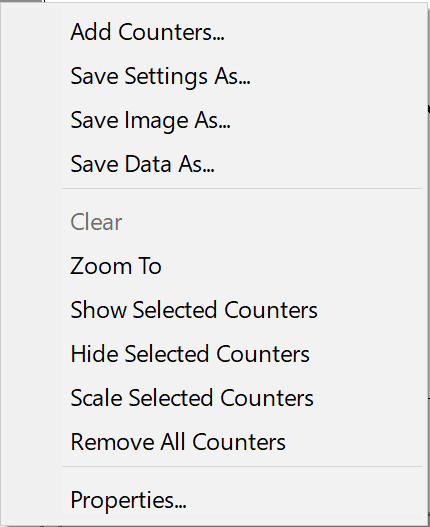 Add Counters...
Save Settings As...
Save Image As...
Save Data As...
Clear
Zoom To
Show Selected Counters
Hide Selected Counters
Scale Selected Counters
Remove All Counters
Properties...